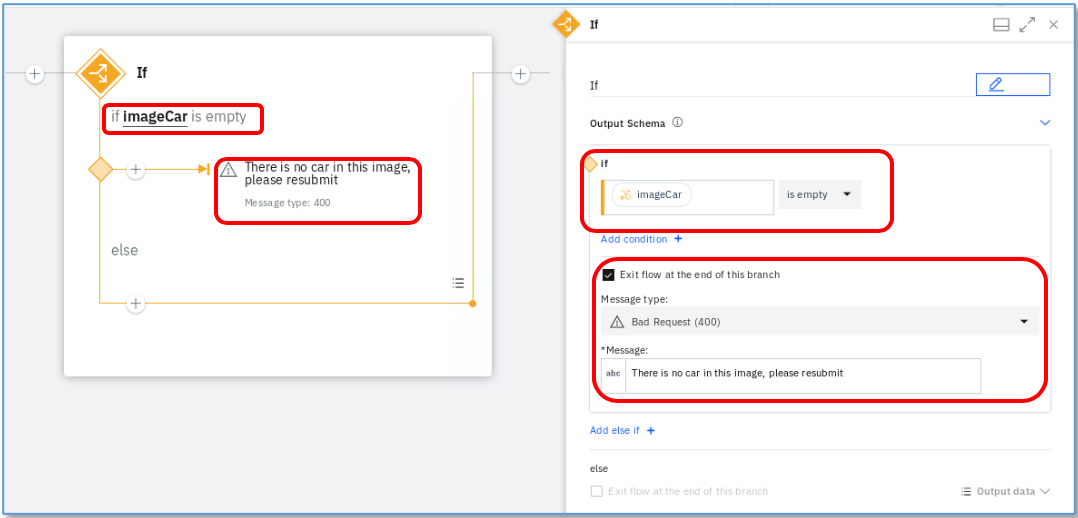 If
if imageCar is empty
There is no car in this image,
please resubmit
Message type: 400
else
If
If
Output Schema
if
imageCar
is empty
Add condition +
Exit flow at the end of this branch
Message type:
Bad Request (400)
*Message:
abc
There is no car in this image, please resubmit
Add else if +
else
Exit flow at the end of this branch
Output data